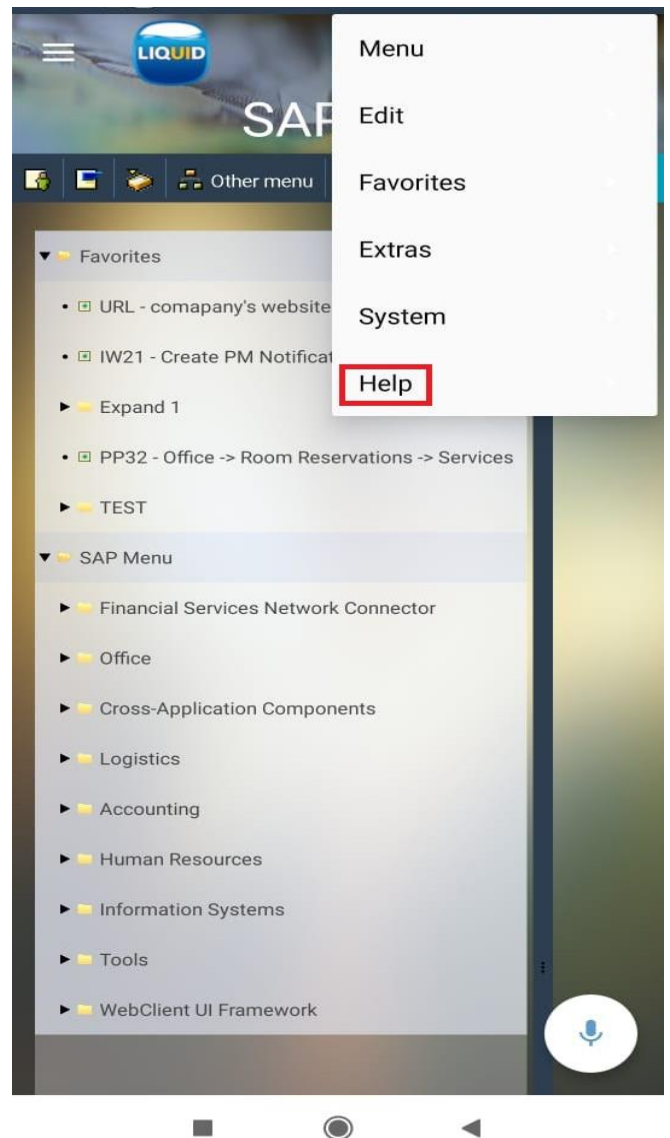 LIQUID
SAP
Other menu
Menu
Edit
Favorites
Extras
System
Help
Favorites
URL - comapany's website
IW21 - Create PM Notificat
Expand 1
PP32 - Office -> Room Reservations -> Services
TEST
SAP Menu
Financial Services Network Connector
Office
Cross-Application Components
Logistics
Accounting
Human Resources
Information Systems
Tools
WebClient UI Framework